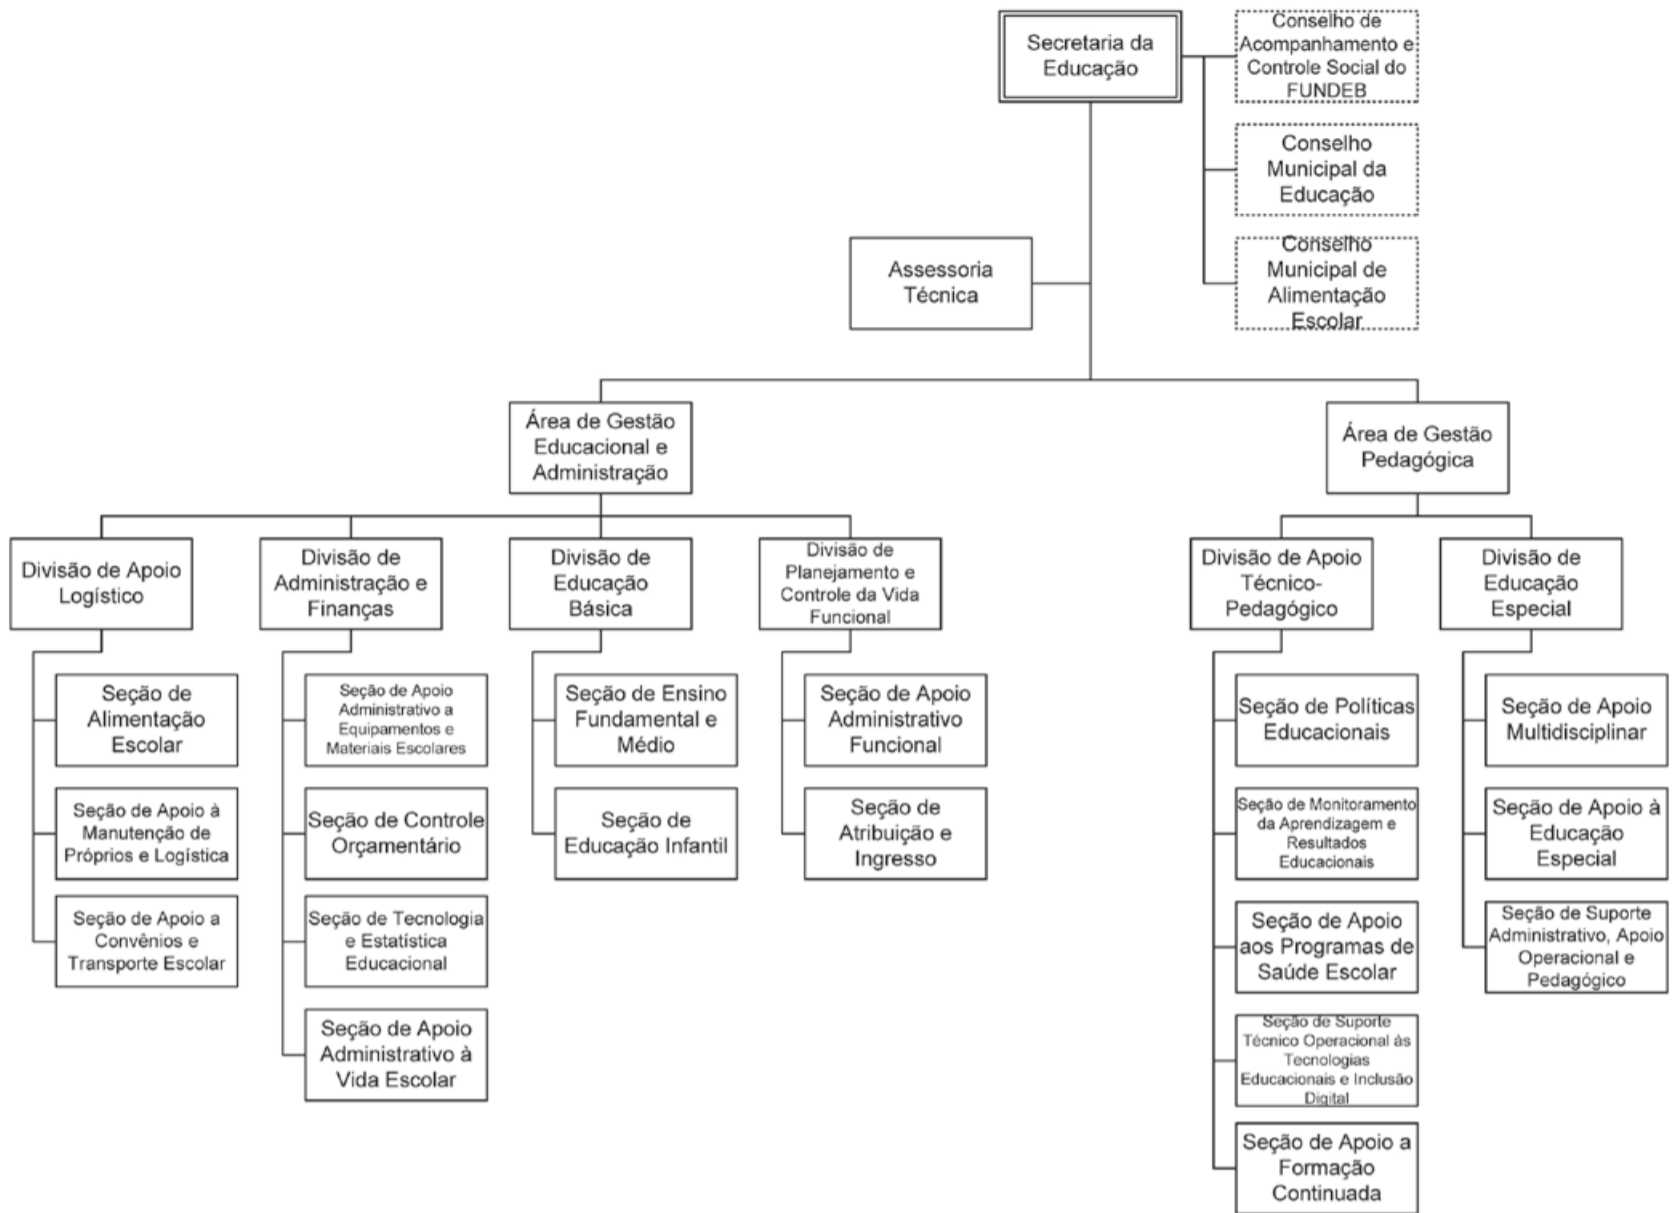 Secretaria da
Educação
Conselho de
Acompanhamento e
Controle Social do
FUNDEB
Conselho
Municipal da
Educação
Conselho
Municipal de
Alimentação
Escolar
Assessoria
Técnica
Área de Gestão
Educacional e
Administração
Área de Gestão
Pedagógica
Divisão de Apoio
Logístico
Divisão de
Administração e
Finanças
Divisão de
Educação
Básica
Divisão de
Planejamento e
Controle da Vida
Funcional
Divisão de Apoio
Técnico-
Pedagógico
Divisão de
Educação
Especial
Seção de
Alimentação
Escolar
Seção de Apoio à
Manutenção de
Próprios e Logística
Seção de Apoio a
Convênios e
Transporte Escolar
Seção de Apoio
Administrativo a
Equipamentos e
Materiais Escolares
Seção de Controle
Orçamentário
Seção de Tecnologia
e Estatística
Educacional
Seção de Apoio
Administrativo à
Vida Escolar
Seção de Ensino
Fundamental e
Médio
Seção de
Educação Infantil
Seção de Apoio
Administrativo
Funcional
Seção de
Atribuição e
Ingresso
Seção de Políticas
Educacionais
Seção de Monitoramento
da Aprendizagem e
Resultados
Educacionais
Seção de Apoio
aos Programas de
Saúde Escolar
Seção de Suporte
Técnico Operacional às
Tecnologias
Educacionais e Inclusão
Digital
Seção de Apoio a
Formação
Continuada
Seção de Apoio
Multidisciplinar
Seção de Apoio à
Educação
Especial
Seção de Suporte
Administrativo, Apoio
Operacional e
Pedagógico